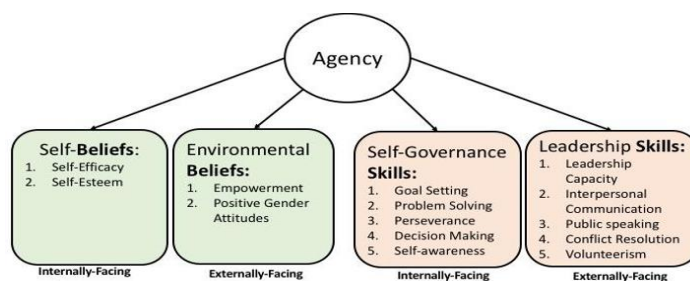 Agency
Self-Beliefs:
1. Self-Efficacy
2. Self-Esteem
Internally-Facing
Environmental
Beliefs:
1. Empowerment
2. Positive Gender
Attitudes
Externally-Facing
Self-Governance
Skills:
1. Goal Setting
2. Problem Solving
3. Perseverance
4. Decision Making
5. Self-awareness
Internally-Facing
Leadership Skills:
1. Leadership
Capacity
2. Interpersonal
Communication
3. Public speaking
4. Conflict Resolution
5. Volunteerism
Externally-Facing